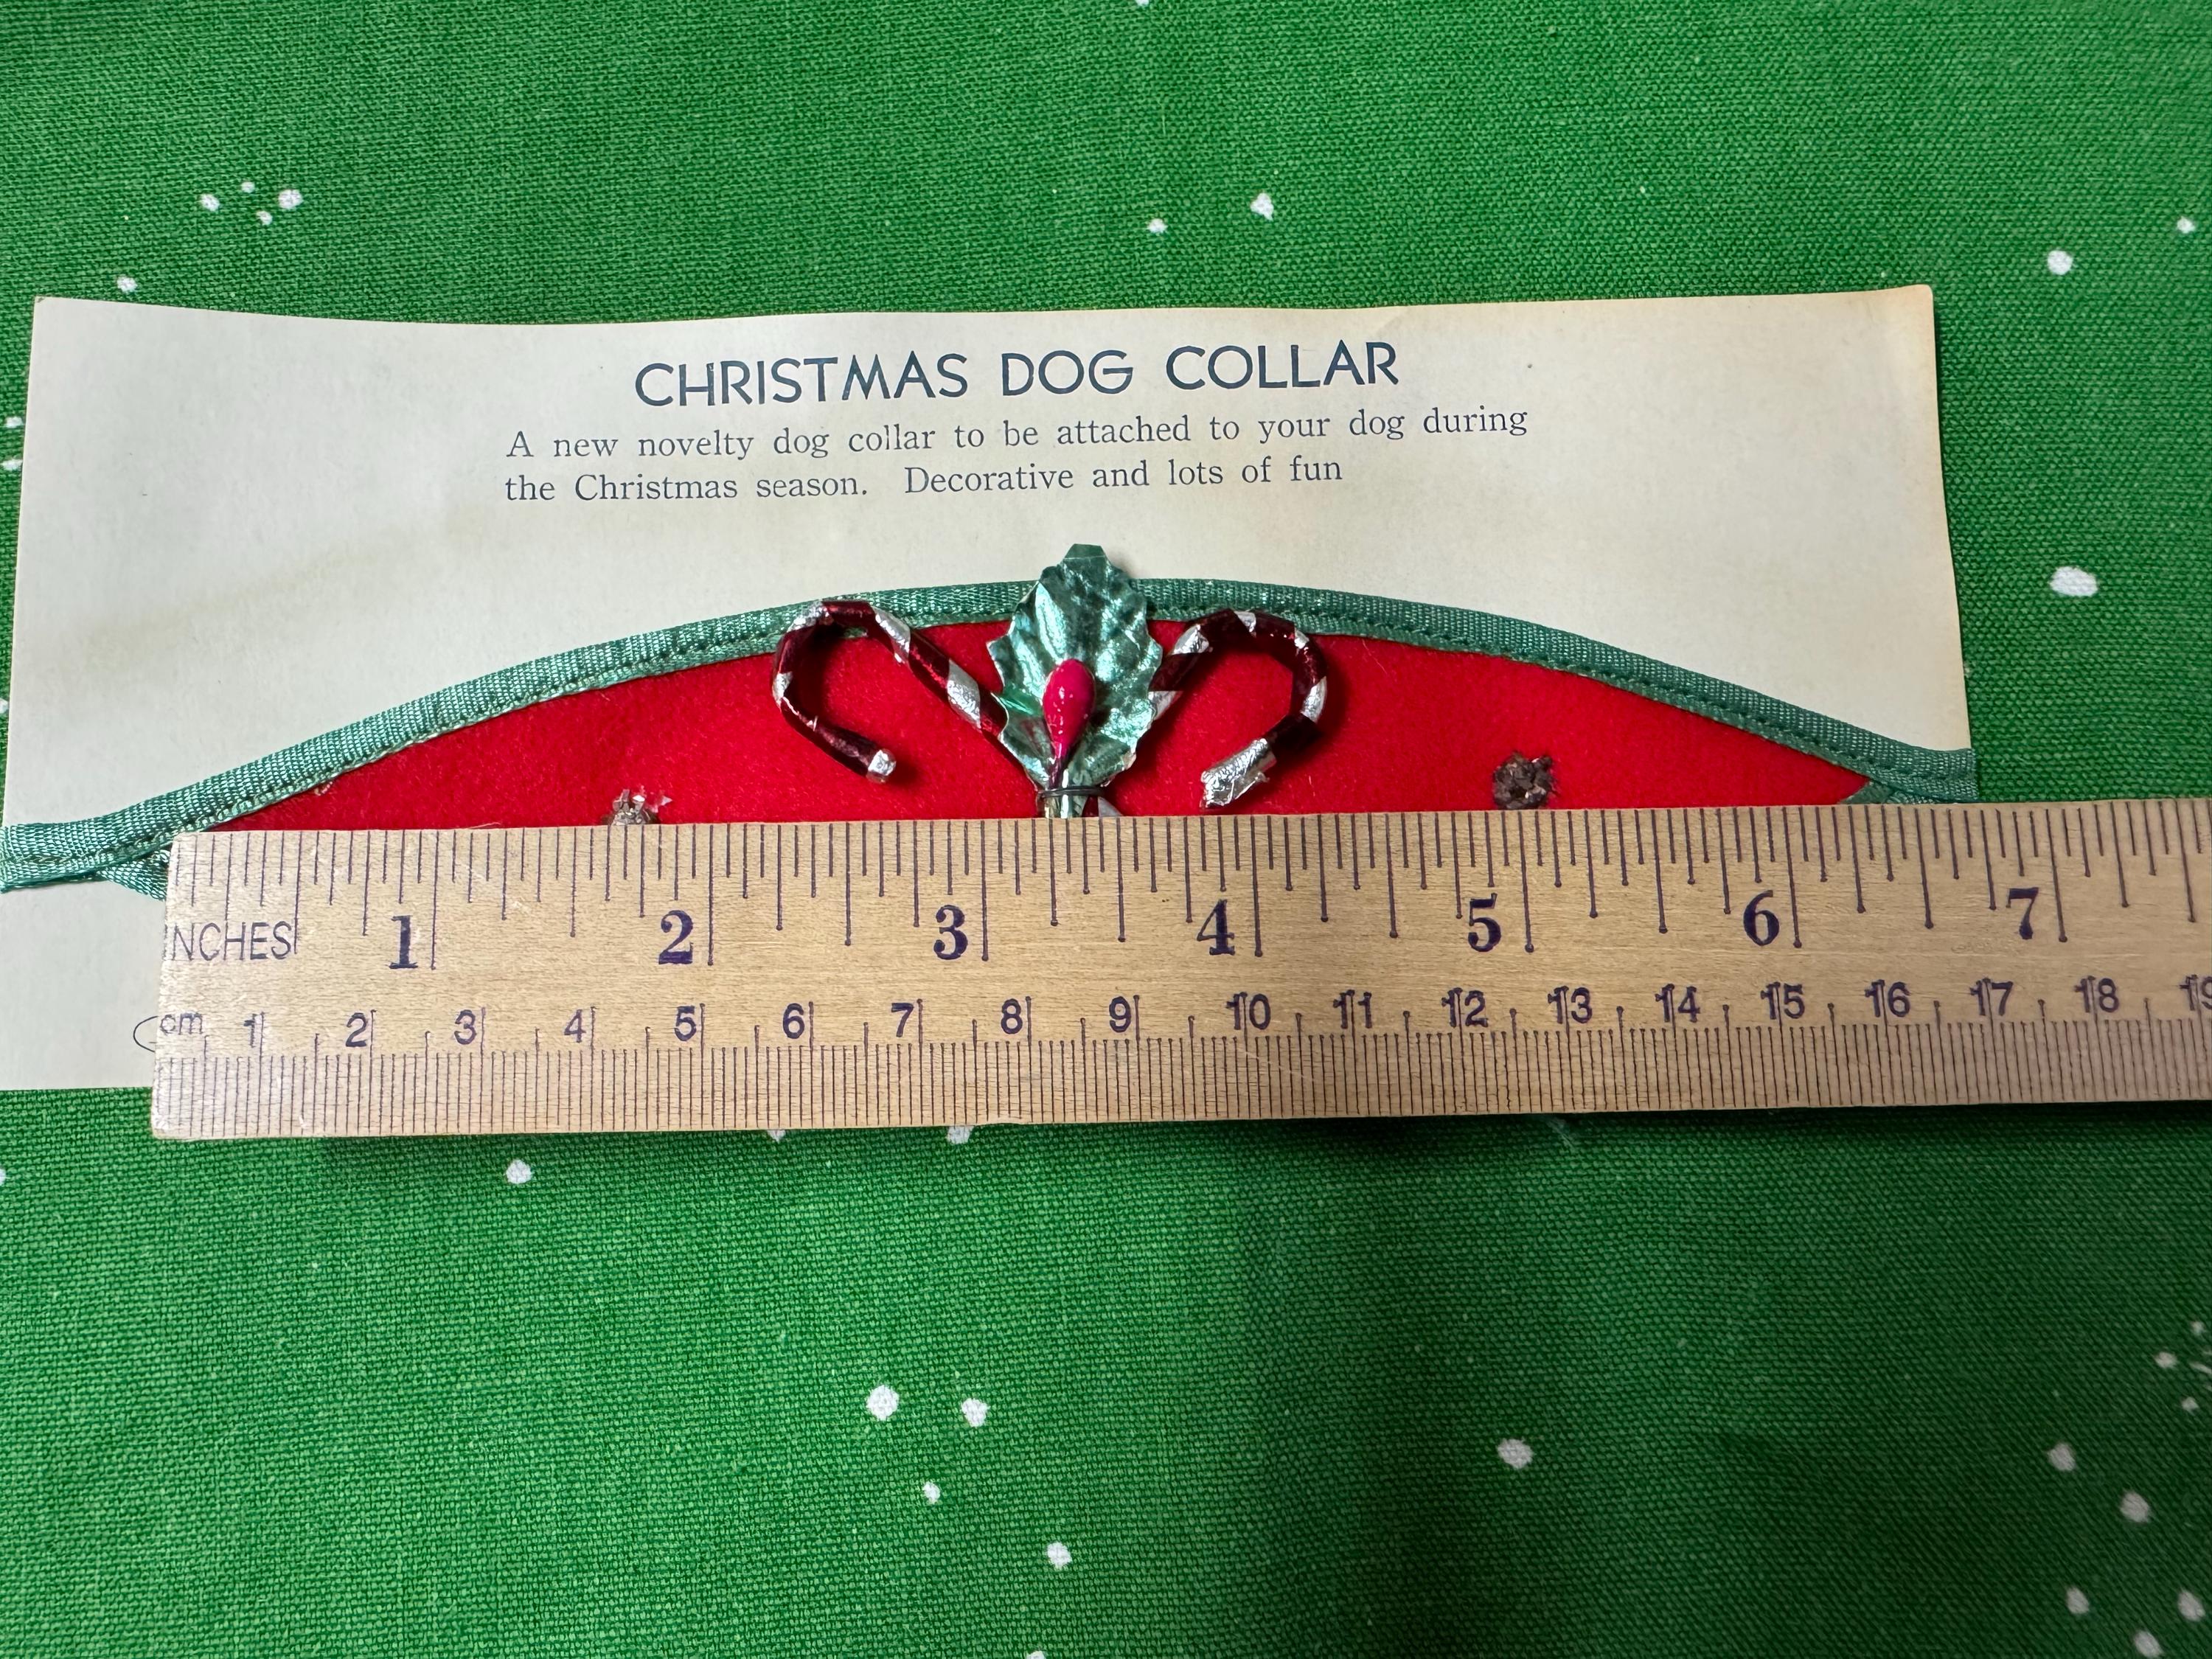 CHRISTMAS DOG COLLAR
A new novelty dog collar to be attached to your dog during
the Christmas season. Decorative and lots of fun
1 2 3 4 5 6 7
INCHES
cm 1 2 3 4 5 6 7 8 9 10 11 12 13 14 15 16 17 18 19